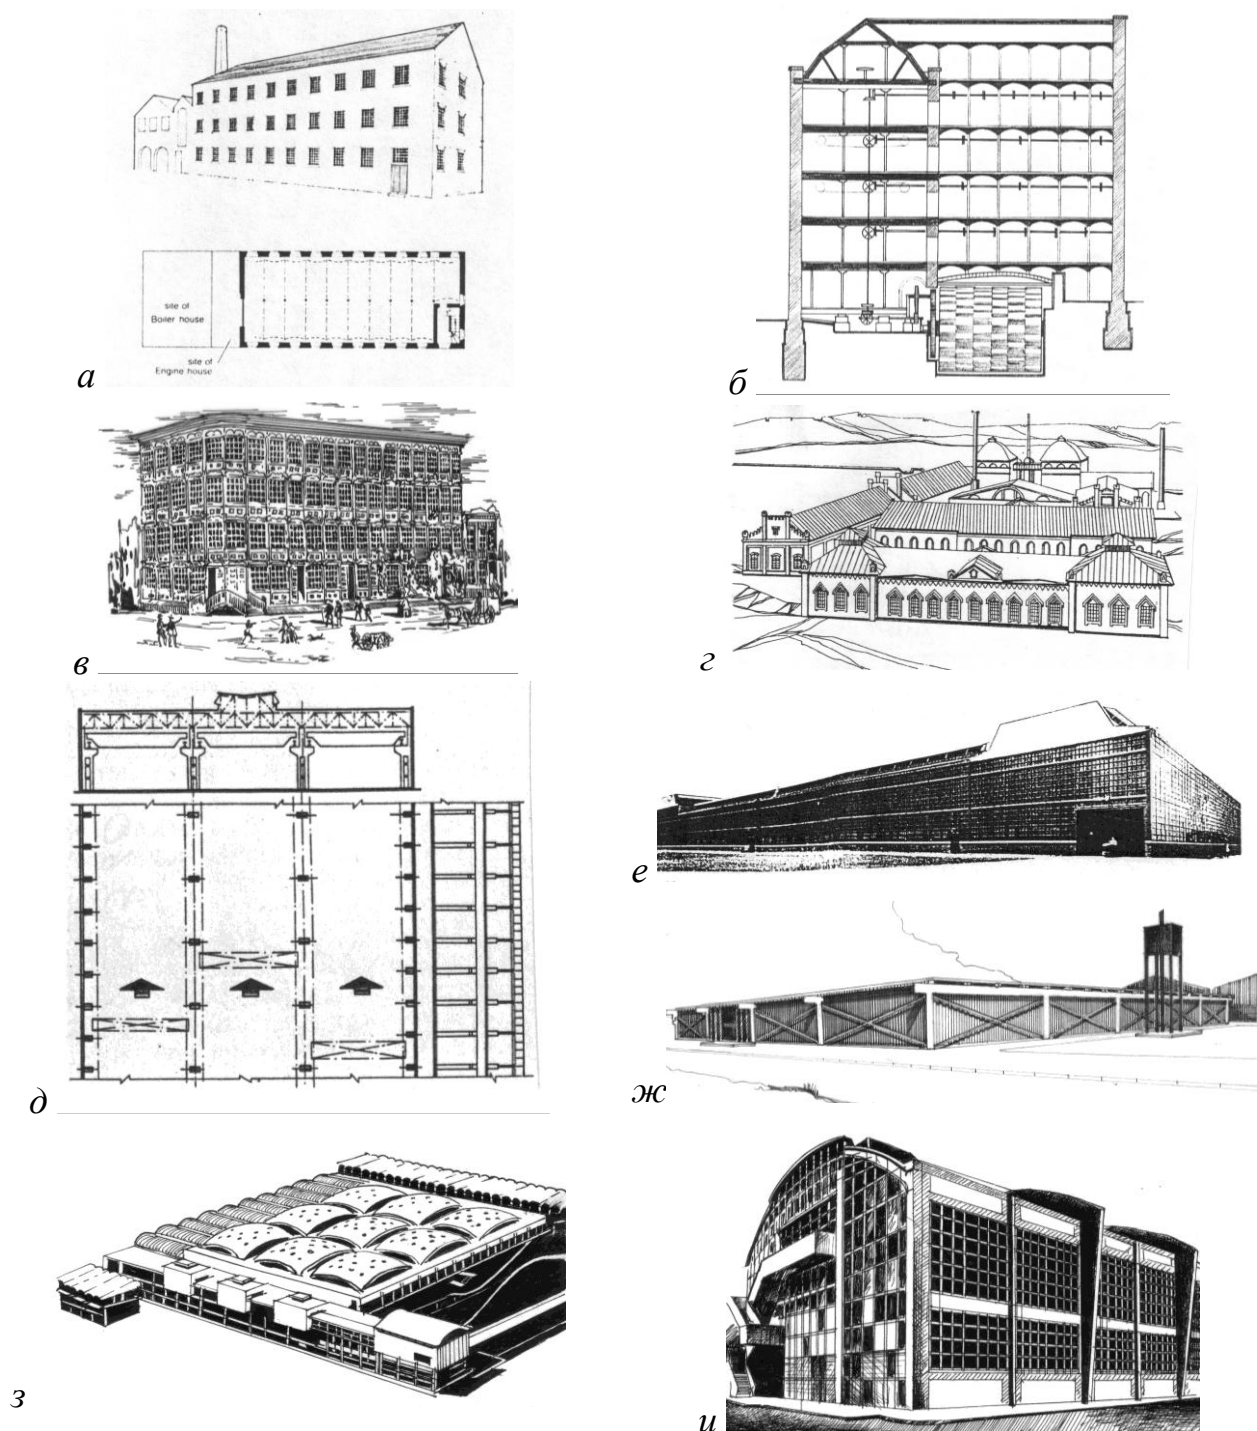 site of
Boiler house
site of
Engine house
а
б
в
г
д
е
ж
з
и